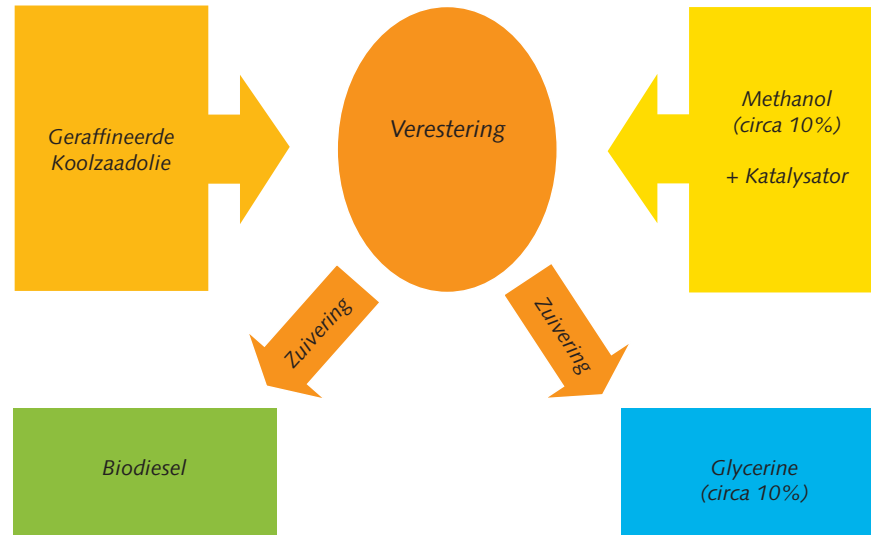 Geraffineerde
Koolzaadolie
Verestering
Methanol
(circa 10%)
+ Katalysator
Zuivering
Zuivering
Biodiesel
Glycerine
(circa 10%)